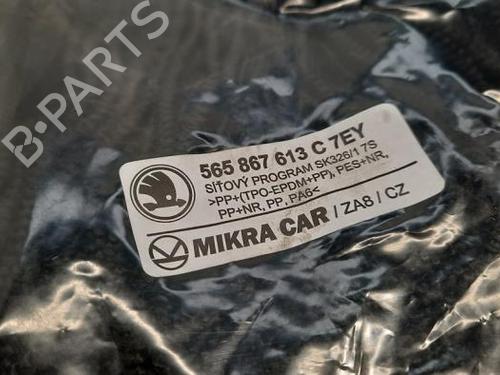 B-PARTS
565 867 613 C 7EY
SÍŤOVÝ PROGRAM SK326/1 7S
>PP+(TPO-EPDM+PP), PES+NR,
PP+NR, PP, PA6<
MIKRA CAR / ZA8 / CZ